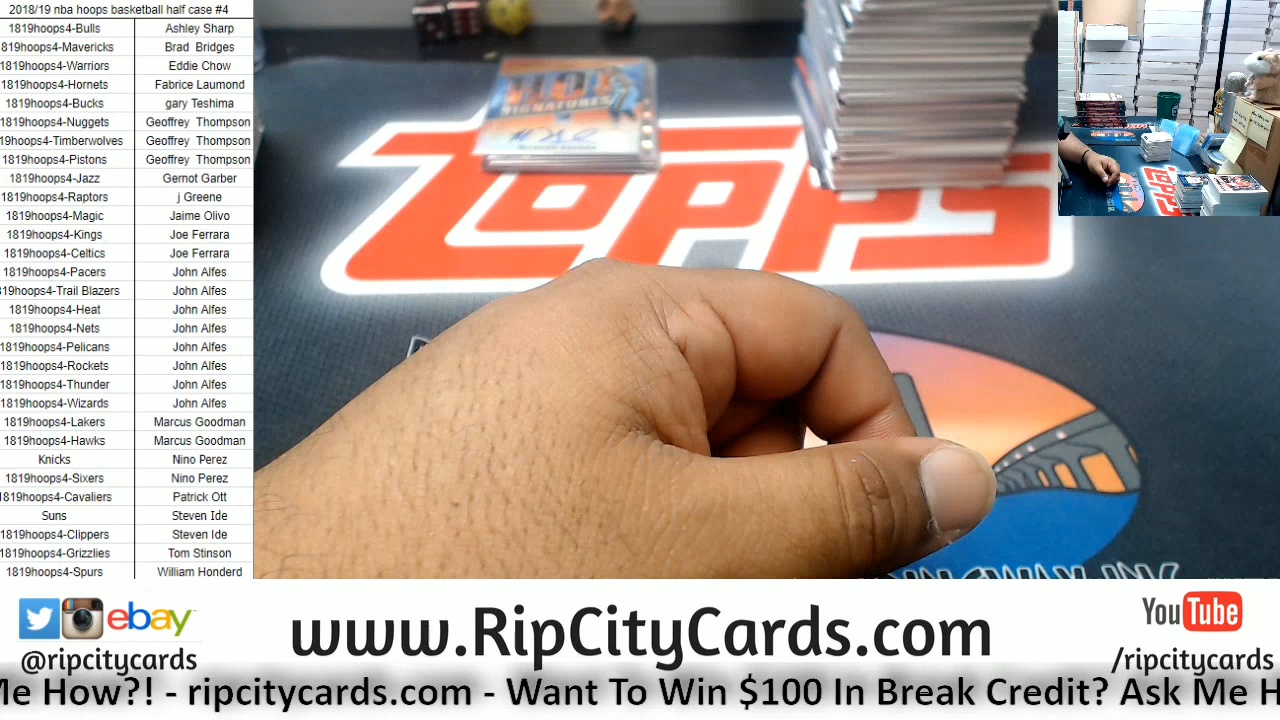 2018/19 nba hoops basketball half case #4
1819hoops4-Bulls Ashley Sharp
819hoops4-Mavericks Brad Bridges
1819hoops4-Warriors Eddie Chow
1819hoops4-Hornets Fabrice Laumond
1819hoops4-Bucks gary Teshima
1819hoops4-Nuggets Geoffrey Thompson
19hoops4-Timberwolves Geoffrey Thompson
1819hoops4-Pistons Geoffrey Thompson
1819hoops4-Jazz Gernot Garber
1819hoops4-Raptors j Greene
1819hoops4-Magic Jaime Olivo
1819hoops4-Kings Joe Ferrara
1819hoops4-Celtics Joe Ferrara
1819hoops4-Pacers John Alfes
819hoops4-Trail Blazers John Alfes
1819hoops4-Heat John Alfes
1819hoops4-Nets John Alfes
1819hoops4-Pelicans John Alfes
1819hoops4-Rockets John Alfes
1819hoops4-Thunder John Alfes
1819hoops4-Wizards John Alfes
1819hoops4-Lakers Marcus Goodman
1819hoops4-Hawks Marcus Goodman
Knicks Nino Perez
1819hoops4-Sixers Nino Perez
1819hoops4-Cavaliers Patrick Ott
Suns Steven Ide
1819hoops4-Clippers Steven Ide
1819hoops4-Grizzlies Tom Stinson
1819hoops4-Spurs William Honderd
HOT
SIGNATURES
TOPPS
ebay
@ripcitycards
www.RipCityCards.com
YouTube
/ripcitycards
Me How?! - ripcitycards.com - Want To Win $100 In Break Credit? Ask Me H